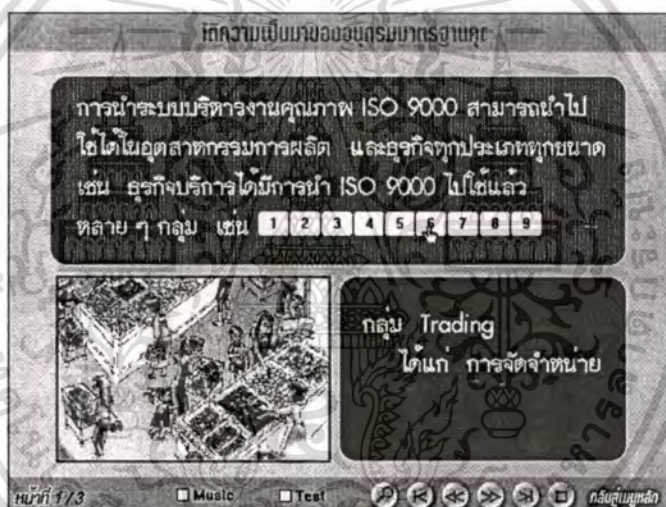 การนำระบบบริหารงานคุณภาพ ISO 9000 สามารถนำไป
ใช้ได้ในอุตสาหกรรมการผลิต และธุรกิจทุกประเภททุกขนาด
เช่น ธุรกิจบริการได้มีการนำ ISO 9000 ไปใช้แล้ว
หลาย ๆ กลุ่ม เช่น 1 2 3 4 5 6 7 8 9
กลุ่ม Trading
ได้แก่ การจัดจำหน่าย
หน้าที่ 1/3 Music Test กลับสู่เมนูหลัก